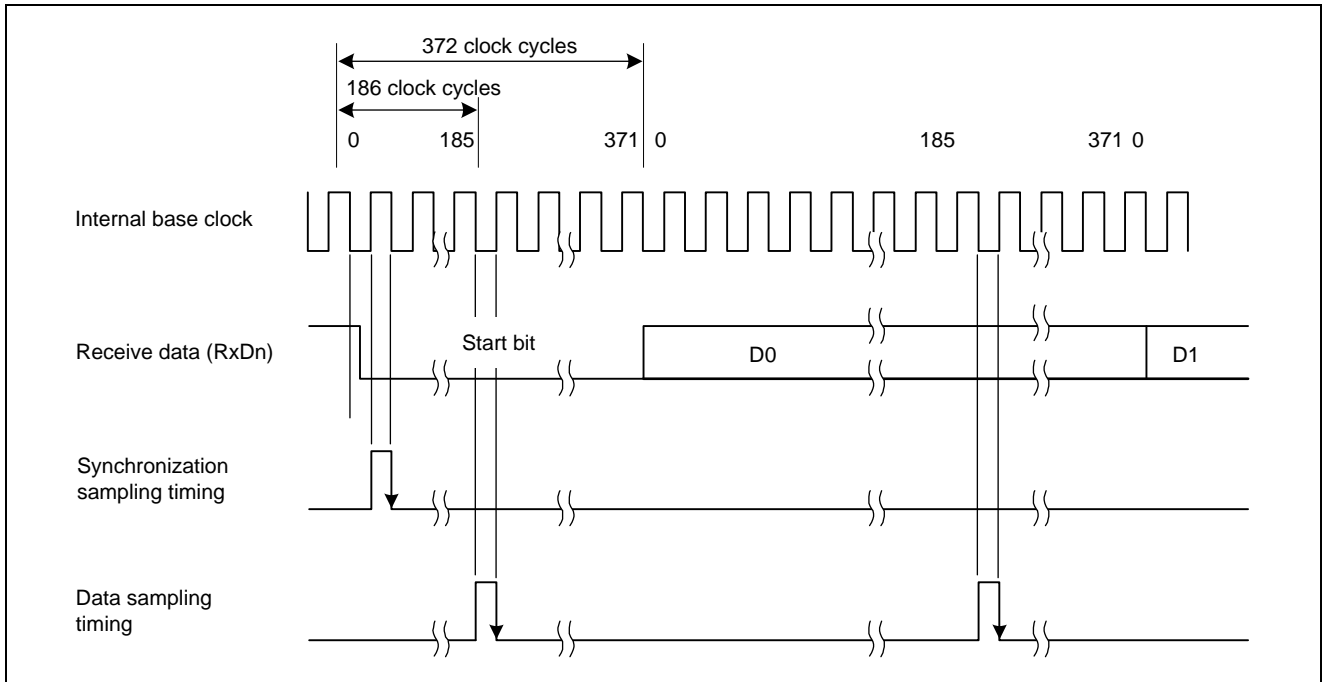 372 clock cycles
186 clock cycles
0 185 371 0 185 371 0
Internal base clock
Receive data (RxDn)
Start bit
D0
D1
Synchronization
sampling timing
Data sampling
timing